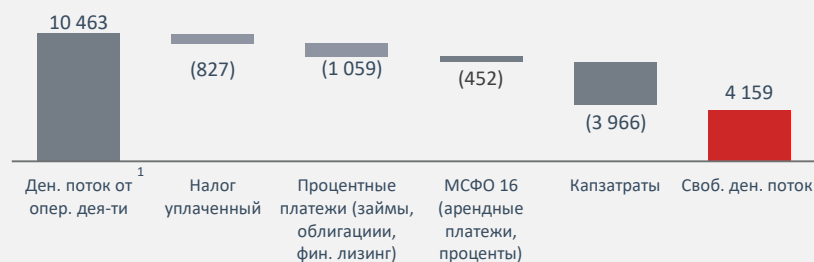 10 463
(827)
(1 059)
(452)
(3 966)
4 159
Ден. поток от 1
опер. дея-ти
Налог
уплаченный
Процентные
платежи (займы,
облигациии,
фин. лизинг)
МСФО 16
(арендные
платежи,
проценты)
Капзатраты
Своб. ден. поток